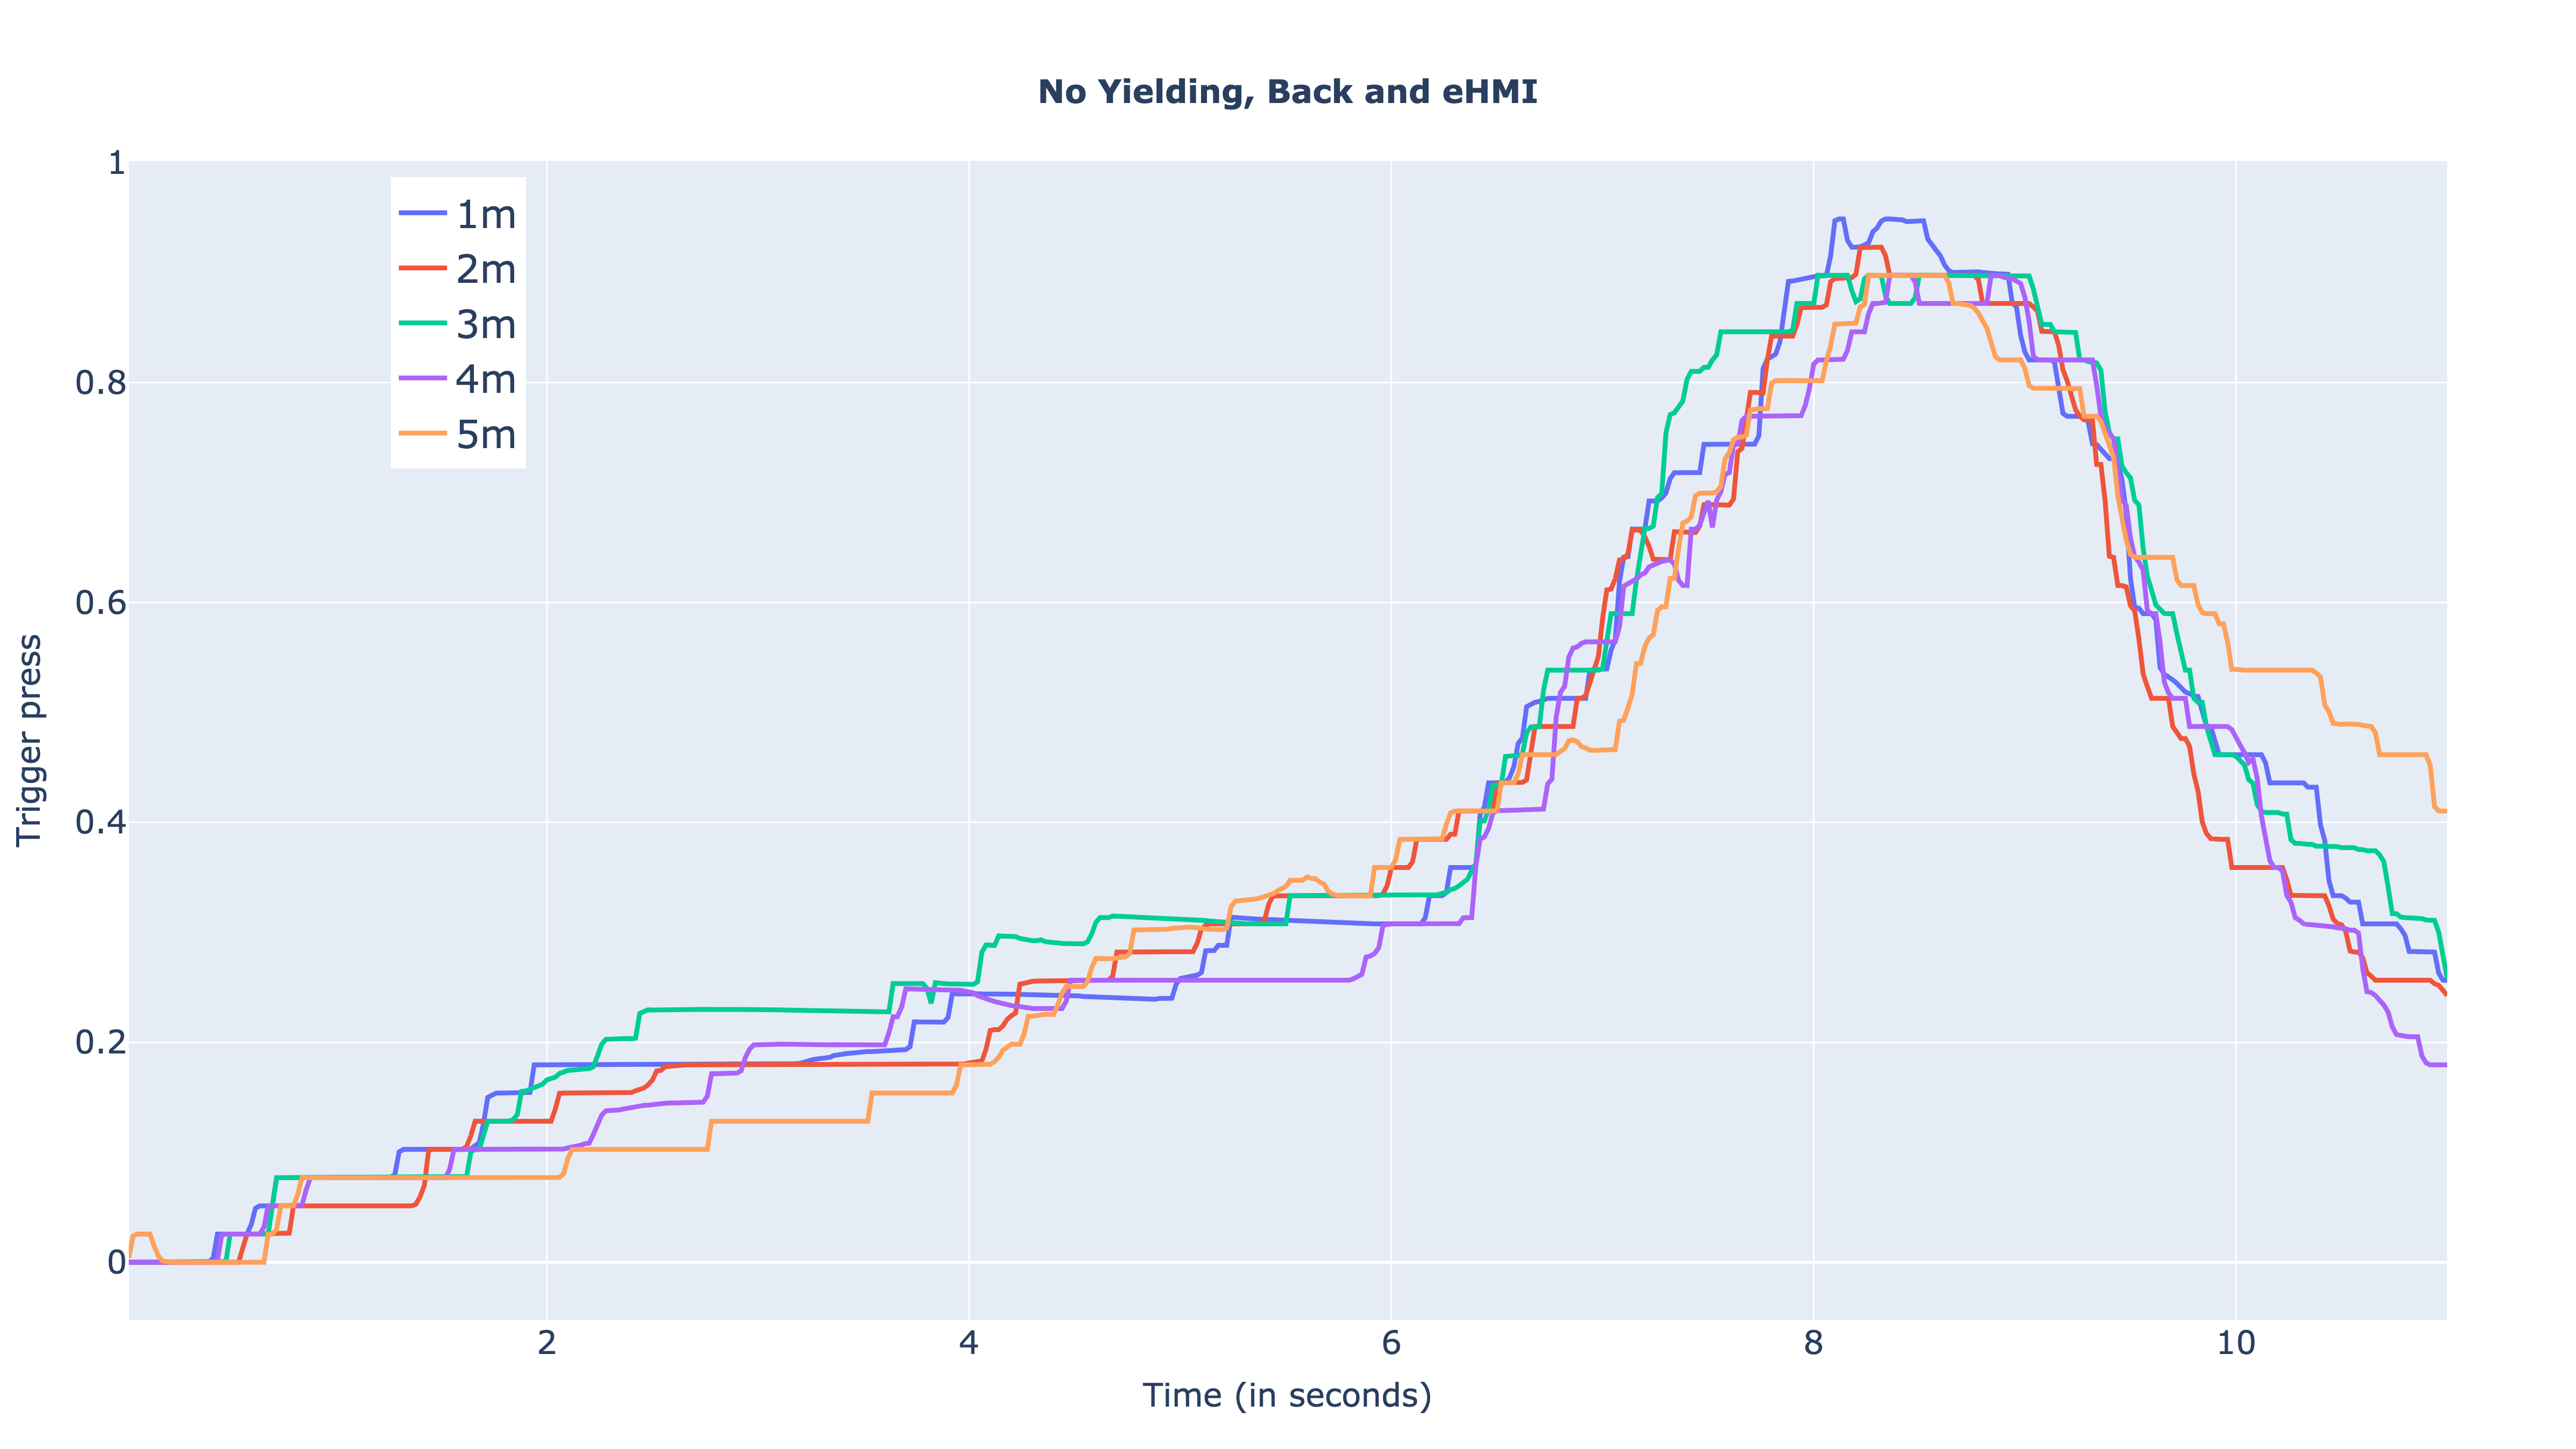 No Yielding, Back and eHMI
1
0.8
0.6
0.4
0.2
0
Trigger press
1m
2m
3m
4m
5m
2
4
6
8
10
Time (in seconds)